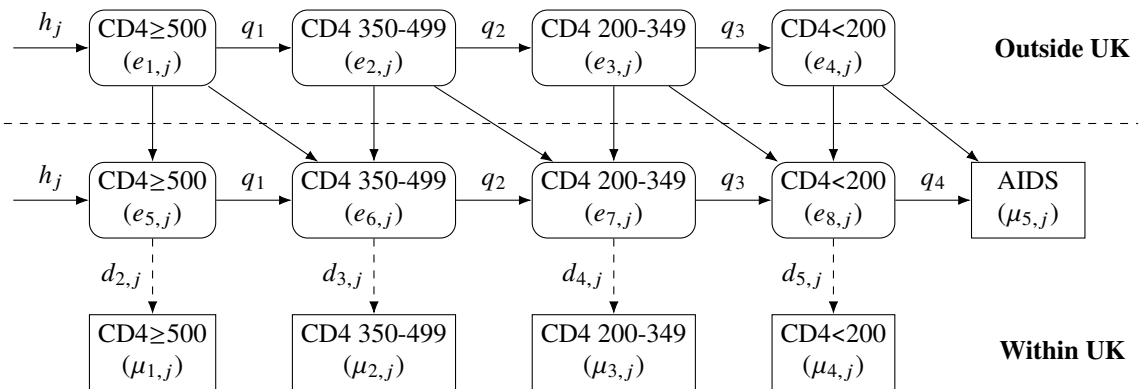 h_j CD4≥500 q_1 CD4 350-499 q_2 CD4 200-349 q_3 CD4<200 Outside UK
(e_{1,j}) (e_{2,j}) (e_{3,j}) (e_{4,j})
h_j CD4≥500 q_1 CD4 350-499 q_2 CD4 200-349 q_3 CD4<200 q_4 AIDS
(e_{5,j}) (e_{6,j}) (e_{7,j}) (e_{8,j}) (μ_{5,j})
d_{2,j} d_{3,j} d_{4,j} d_{5,j}
CD4≥500 CD4 350-499 CD4 200-349 CD4<200 Within UK
(μ_{1,j}) (μ_{2,j}) (μ_{3,j}) (μ_{4,j})